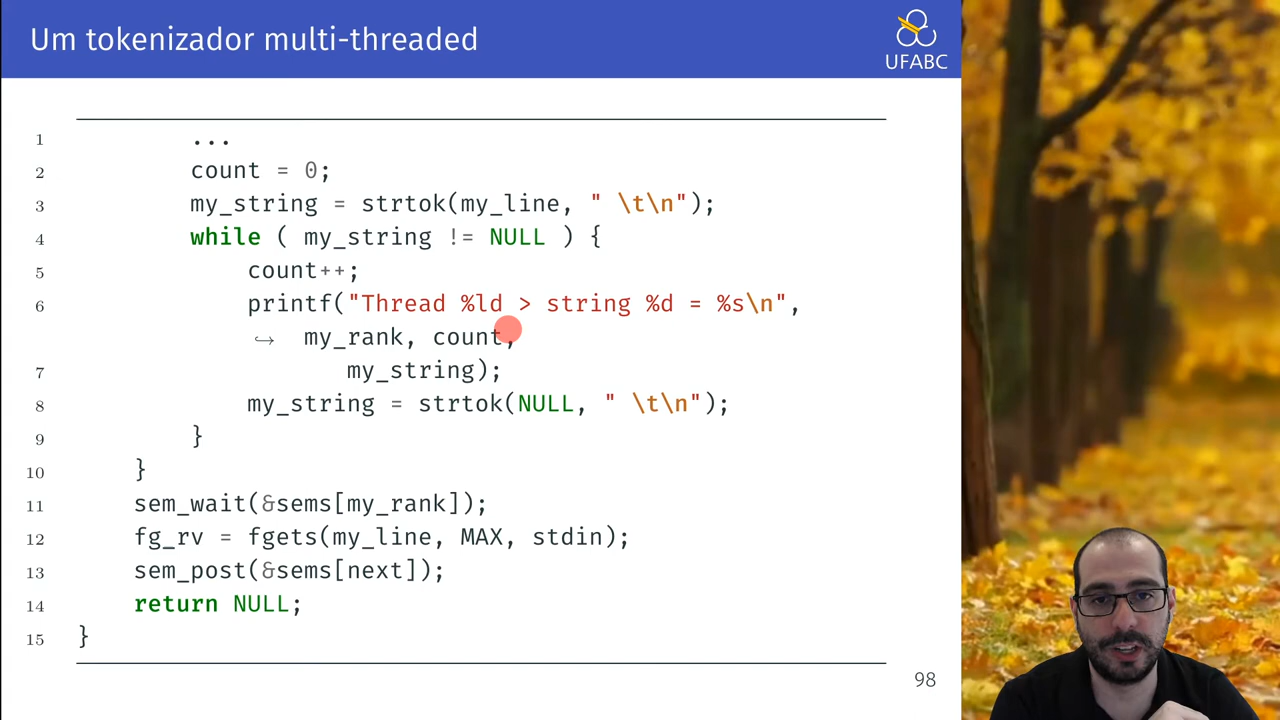 Um tokenizador multi-threaded
UFABC
1 ...
2 count = 0;
3 my_string = strtok(my_line, " \t\n");
4 while ( my_string != NULL ) {
5 count++;
6 printf("Thread %ld > string %d = %s\n",
↪ my_rank, count,
7 my_string);
8 my_string = strtok(NULL, " \t\n");
9 }
10 }
11 sem_wait(&sems[my_rank]);
12 fg_rv = fgets(my_line, MAX, stdin);
13 sem_post(&sems[next]);
14 return NULL;
15 }
98